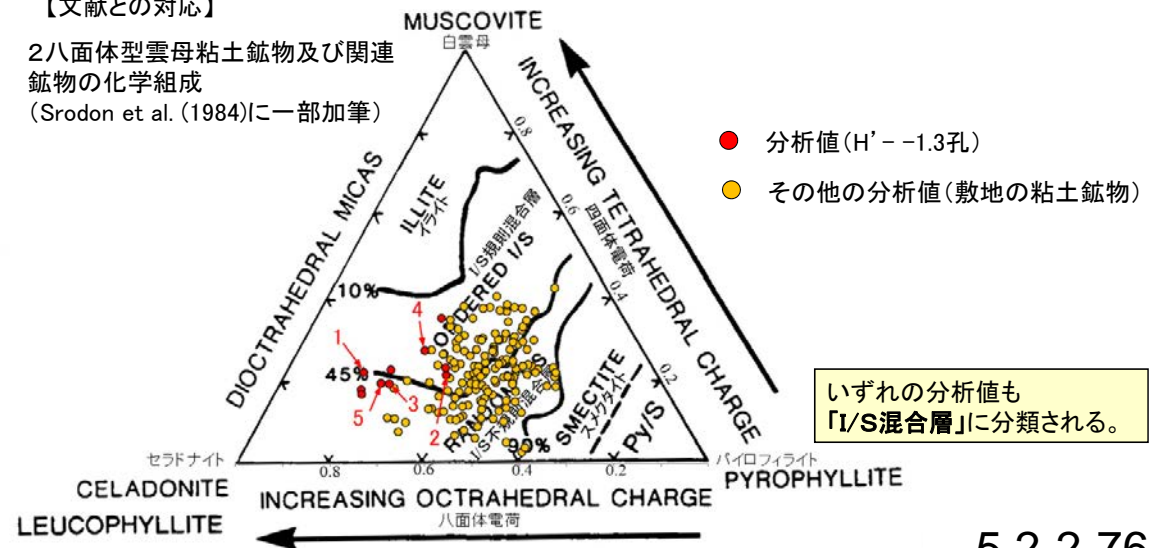 【文献との対応】
2八面体型雲母粘土鉱物及び関連
鉱物の化学組成
(Srodon et al. (1984)に一部加筆)
MUSCOVITE
白雲母
DIOCTRAHEDRAL MICAS
INCREASING TETRAHEDRAL CHARGE
四面体電荷
0.8
0.6
0.4
0.2
ILLITE
イライト
I/S規則混合層
ORDERED I/S
10%
4
1
45%
5
3
2
I/S不規則混合層
90%
SMECTITE
スメクタイト
Py/S
分析値(H’- -1.3孔)
その他の分析値(敷地の粘土鉱物)
いずれの分析値も
「I/S混合層」に分類される。
セラドナイト
CELADONITE
LEUCOPHYLLITE
0.8
0.6
0.4
0.2
パイロフィライト
PYROPHYLLITE
INCREASING OCTRAHEDRAL CHARGE
八面体電荷